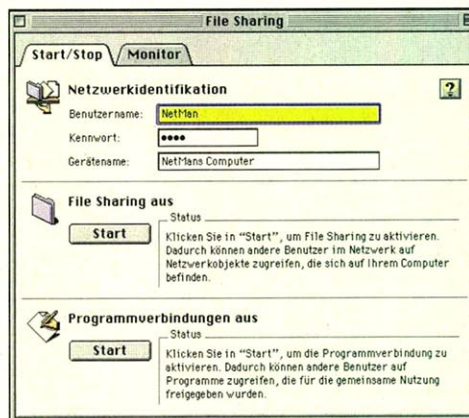 File Sharing
Start/Stop
Monitor
Netzwerkidentifikation
?
Benutzername:
NetMan
Kennwort:
••••
Gerätename:
NetMans Computer
File Sharing aus
Start
Status
Klicken Sie in “Start”, um File Sharing zu aktivieren.
Dadurch können andere Benutzer im Netzwerk auf
Netzwerkobjekte zugreifen, die sich auf Ihrem Computer
befinden.
Programmverbindungen aus
Start
Status
Klicken Sie in “Start”, um die Programmverbindung zu
aktivieren. Dadurch können andere Benutzer auf
Programme zugreifen, die für die gemeinsame Nutzung
freigegeben wurden.